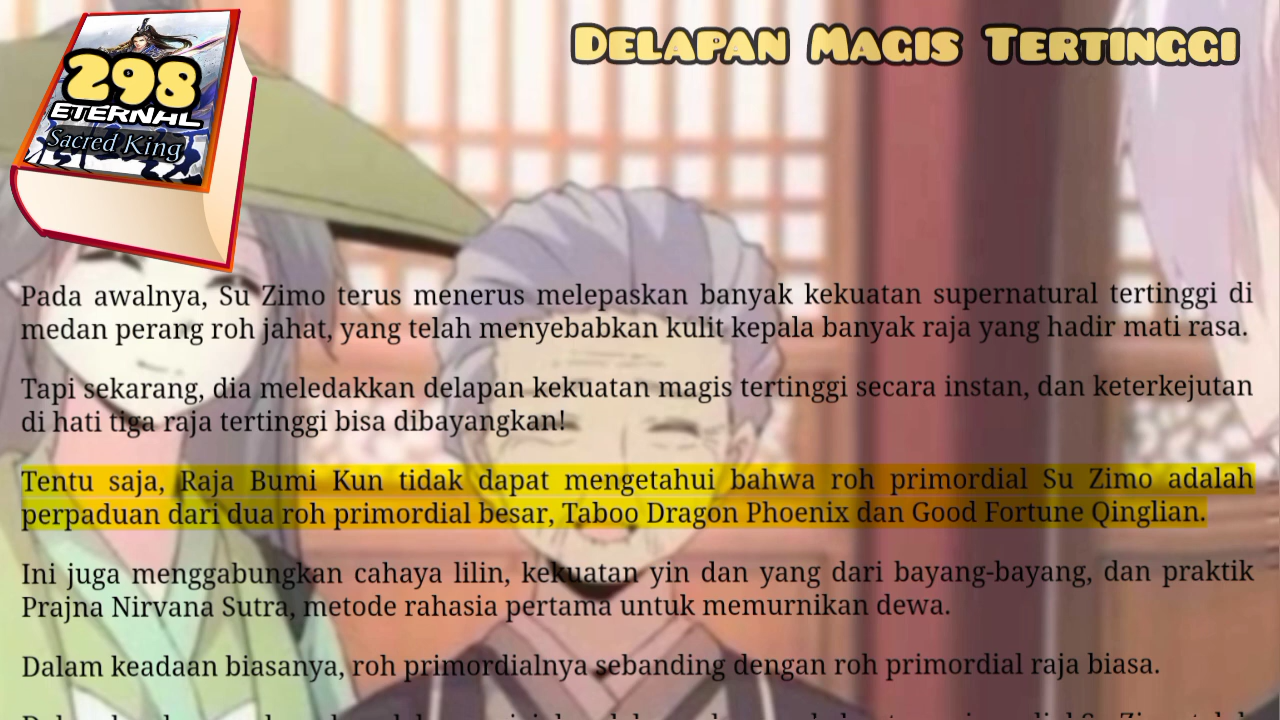 Delapan Magis Tertinggi
298
ETERNAL
Sacred King
Pada awalnya, Su Zimo terus menerus melepaskan banyak kekuatan supernatural tertinggi di
medan perang roh jahat, yang telah menyebabkan kulit kepala banyak raja yang hadir mati rasa.
Tapi sekarang, dia meledakkan delapan kekuatan magis tertinggi secara instan, dan keterkejutan
di hati tiga raja tertinggi bisa dibayangkan!
Tentu saja, Raja Bumi Kun tidak dapat mengetahui bahwa roh primordial Su Zimo adalah
perpaduan dari dua roh primordial besar, Taboo Dragon Phoenix dan Good Fortune Qinglian.
Ini juga menggabungkan cahaya lilin, kekuatan yin dan yang dari bayang-bayang, dan praktik
Prajna Nirvana Sutra, metode rahasia pertama untuk memurnikan dewa.
Dalam keadaan biasanya, roh primordialnya sebanding dengan roh primordial raja biasa.